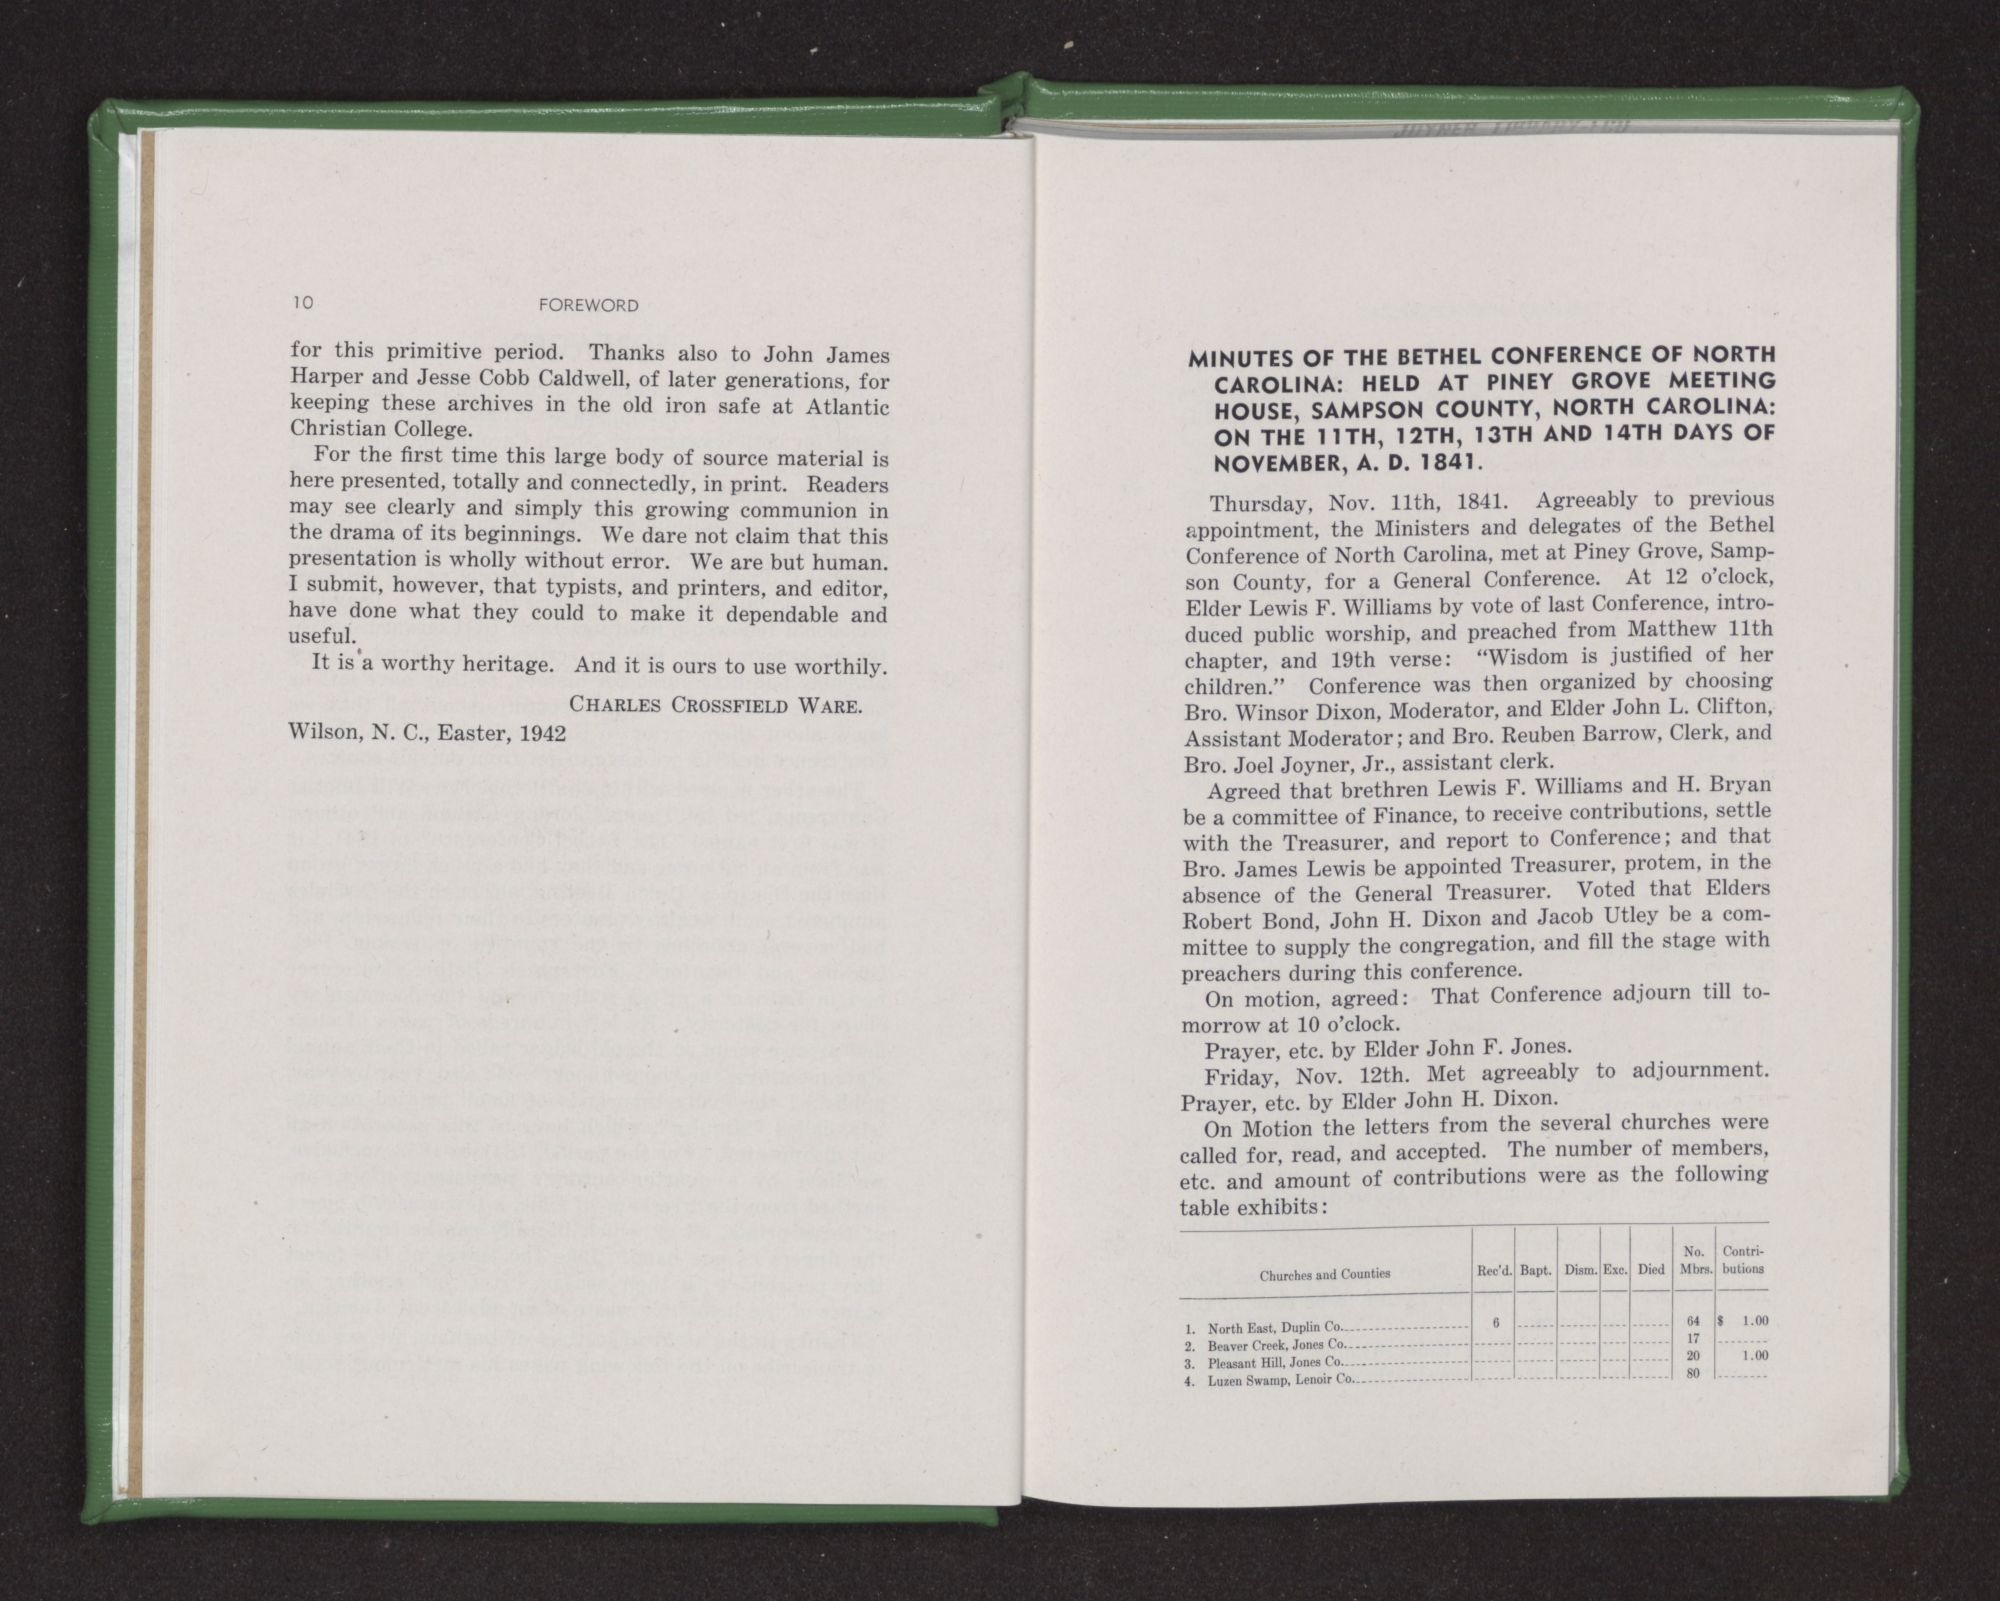 10 FOREWORD
for this primitive period. Thanks also to John James
Harper and Jesse Cobb Caldwell, of later generations, for
keeping these archives in the old iron safe at Atlantic
Christian College.
For the first time this large body of source material is
here presented, totally and connectedly, in print. Readers
may see clearly and simply this growing communion in
the drama of its beginnings. We dare not claim that this
presentation is wholly without error. We are but human.
I submit, however, that typists, and printers, and editor,
have done what they could to make it dependable and
useful.
It is a worthy heritage. And it is ours to use worthily.
CHARLES CROSSFIELD WARE.
Wilson, N. C., Easter, 1942
JOYNER LIBRARY-ECU
MINUTES OF THE BETHEL CONFERENCE OF NORTH
CAROLINA: HELD AT PINEY GROVE MEETING
HOUSE, SAMPSON COUNTY, NORTH CAROLINA:
ON THE 11TH, 12TH, 13TH AND 14TH DAYS OF
NOVEMBER, A. D. 1841.
Thursday, Nov. 11th, 1841. Agreeably to previous
appointment, the Ministers and delegates of the Bethel
Conference of North Carolina, met at Piney Grove, Samp-
son County, for a General Conference. At 12 o'clock,
Elder Lewis F. Williams by vote of last Conference, intro-
duced public worship, and preached from Matthew 11th
chapter, and 19th verse: "Wisdom is justified of her
children." Conference was then organized by choosing
Bro. Winsor Dixon, Moderator, and Elder John L. Clifton,
Assistant Moderator; and Bro. Reuben Barrow, Clerk, and
Bro. Joel Joyner, Jr., assistant clerk.
Agreed that brethren Lewis F. Williams and H. Bryan
be a committee of Finance, to receive contributions, settle
with the Treasurer, and report to Conference; and that
Bro. James Lewis be appointed Treasurer, protem, in the
absence of the General Treasurer. Voted that Elders
Robert Bond, John H. Dixon and Jacob Utley be a com-
mittee to supply the congregation, and fill the stage with
preachers during this conference.
On motion, agreed: That Conference adjourn till to-
morrow at 10 o'clock.
Prayer, etc. by Elder John F. Jones.
Friday, Nov. 12th. Met agreeably to adjournment.
Prayer, etc. by Elder John H. Dixon.
On Motion the letters from the several churches were
called for, read, and accepted. The number of members,
etc. and amount of contributions were as the following
table exhibits:
Churches and Counties Rec'd. Bapt. Dism. Exc. Died No. Mbrs. Contri-butions
1. North East, Duplin Co. 6 64 $ 1.00
2. Beaver Creek, Jones Co. 17
3. Pleasant Hill, Jones Co. 20 1.00
4. Luzen Swamp, Lenoir Co. 80